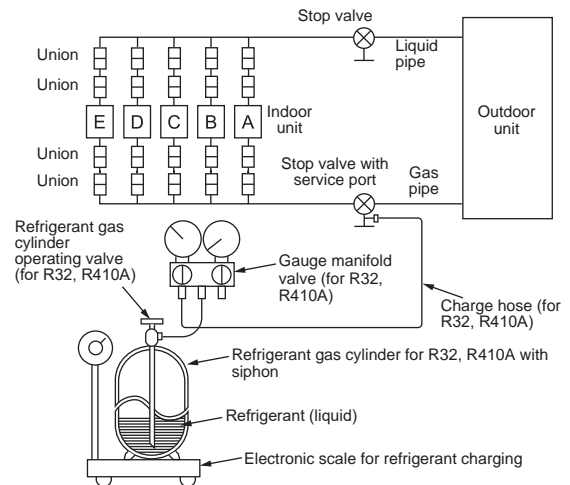 Stop valve
Liquid
pipe
Union
Union
E D C B A
Indoor
unit
Outdoor
unit
Union
Union
Stop valve with
service port
Gas
pipe
Refrigerant gas
cylinder
operating valve
(for R32, R410A)
Gauge manifold
valve (for R32,
R410A)
Charge hose (for
R32, R410A)
Refrigerant gas cylinder for R32, R410A with
siphon
Refrigerant (liquid)
Electronic scale for refrigerant charging